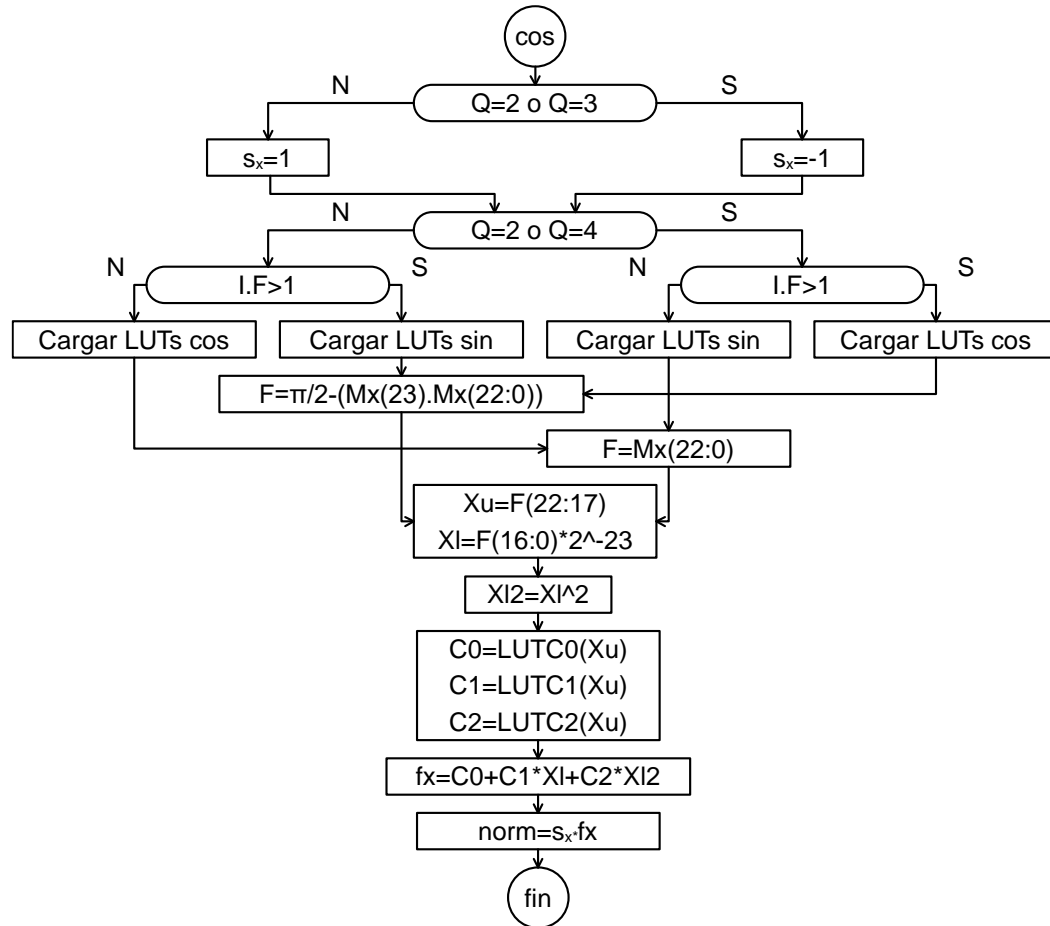 cos
N
S
Q=2 o Q=3
sₓ=1
sₓ=-1
N
S
Q=2 o Q=4
N
S
N
S
I.F>1
I.F>1
Cargar LUTs cos
Cargar LUTs sin
Cargar LUTs sin
Cargar LUTs cos
F=π/2-(Mx(23).Mx(22:0))
F=Mx(22:0)
Xu=F(22:17)
Xl=F(16:0)*2^-23
Xl2=Xl^2
C0=LUTC0(Xu)
C1=LUTC1(Xu)
C2=LUTC2(Xu)
fx=C0+C1*Xl+C2*Xl2
norm=sₓ*fx
fin